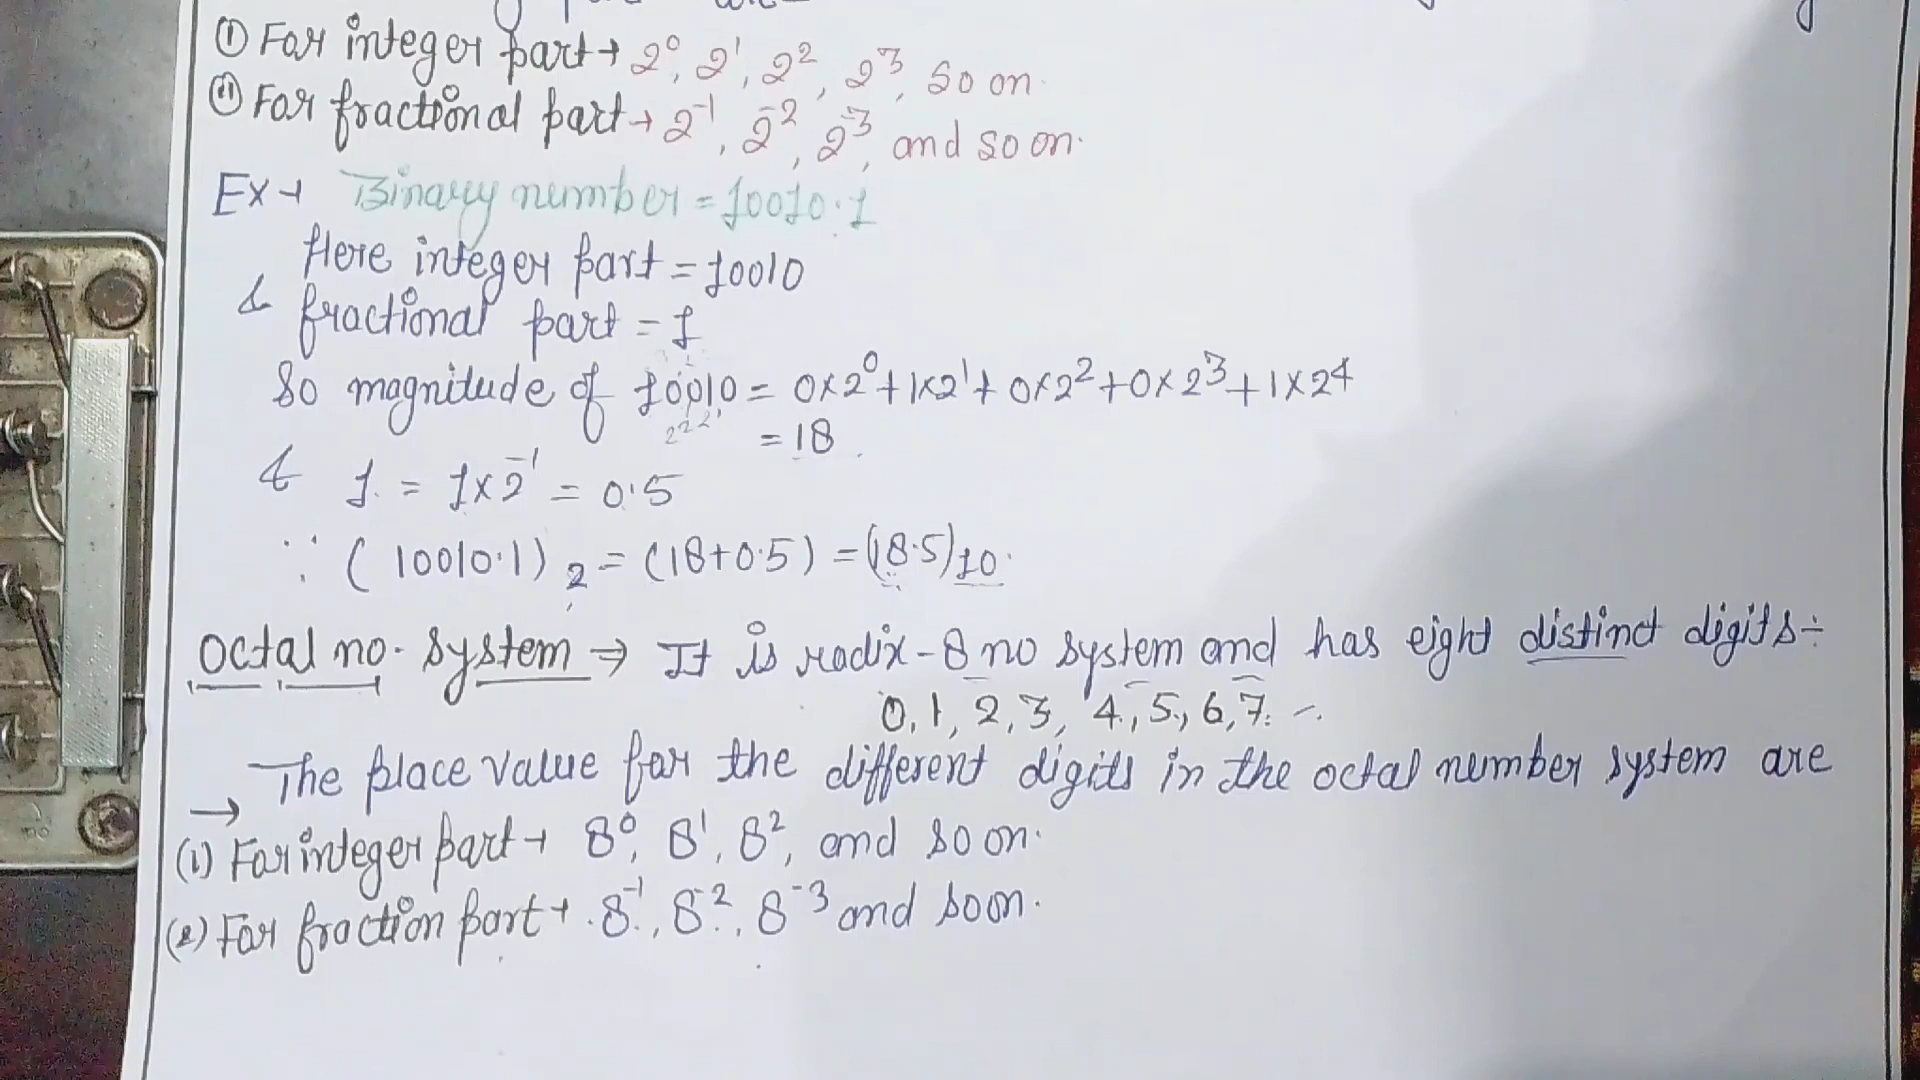 (i) For integer part → 2⁰, 2¹, 2², 2³, so on.
(ii) For fractional part → 2⁻¹, 2⁻², 2⁻³, and so on.
Ex → Binary number = 10010.1
Here integer part = 10010
& fractional part = 1
So magnitude of 10010 = 0×2⁰+1×2¹+0×2²+0×2³+1×2⁴
= 18
& 1. = 1×2⁻¹ = 0.5
∵ (10010.1)₂ = (18+0.5) = (18.5)₁₀.
Octal no. System ⇒ It is radix-8 no system and has eight distinct digits÷
0, 1, 2, 3, 4, 5, 6, 7.
→ The place value for the different digits in the octal number system are
(1) For integer part → 8⁰, 8¹, 8², and so on.
(2) For fraction part → 8⁻¹, 8⁻², 8⁻³ and soon.